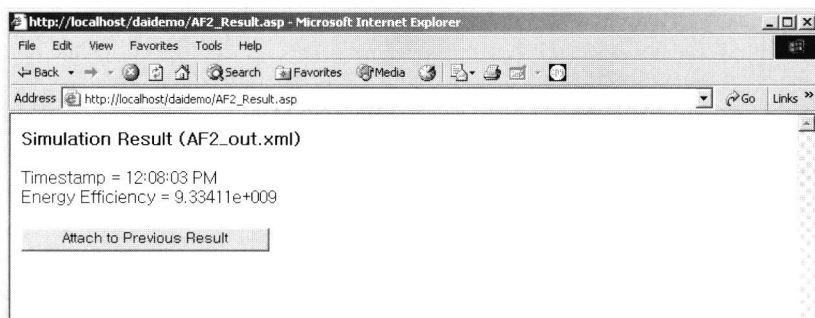 http://localhost/daidemo/AF2_Result.asp - Microsoft Internet Explorer
File Edit View Favorites Tools Help
Back Search Favorites Media
Address http://localhost/daidemo/AF2_Result.asp Go Links »
Simulation Result (AF2_out.xml)
Timestamp = 12:08:03 PM
Energy Efficiency = 9.33411e+009
Attach to Previous Result